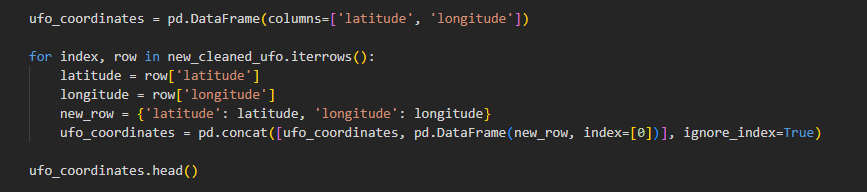 ufo_coordinates = pd.DataFrame(columns=['latitude', 'longitude'])

for index, row in new_cleaned_ufo.iterrows():
    latitude = row['latitude']
    longitude = row['longitude']
    new_row = {'latitude': latitude, 'longitude': longitude}
    ufo_coordinates = pd.concat([ufo_coordinates, pd.DataFrame(new_row, index=[0])], ignore_index=True)

ufo_coordinates.head()